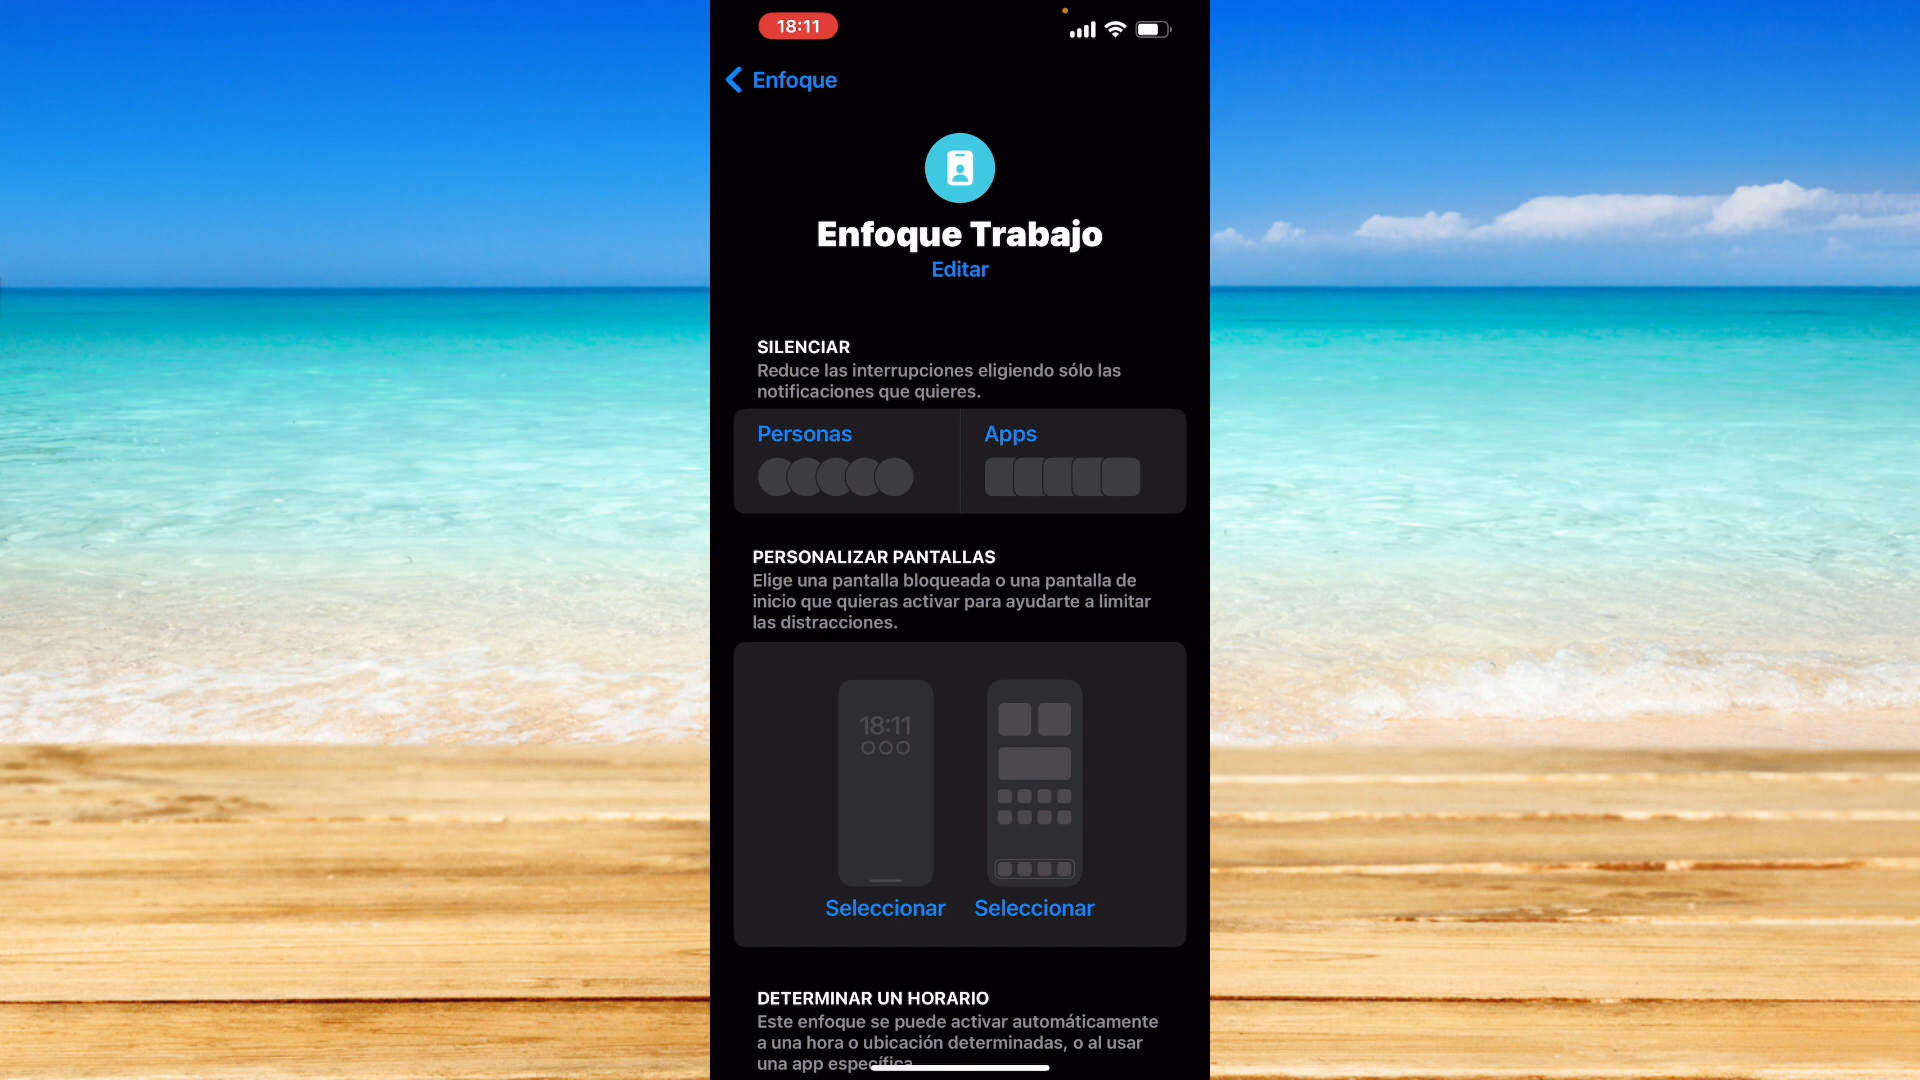 18:11
Enfoque
Enfoque Trabajo
Editar
SILENCIAR
Reduce las interrupciones eligiendo sólo las
notificaciones que quieres.
Personas
Apps
PERSONALIZAR PANTALLAS
Elige una pantalla bloqueada o una pantalla de
inicio que quieras activar para ayudarte a limitar
las distracciones.
18:11
Seleccionar
Seleccionar
DETERMINAR UN HORARIO
Este enfoque se puede activar automáticamente
a una hora o ubicación determinadas, o al usar
una app específica.